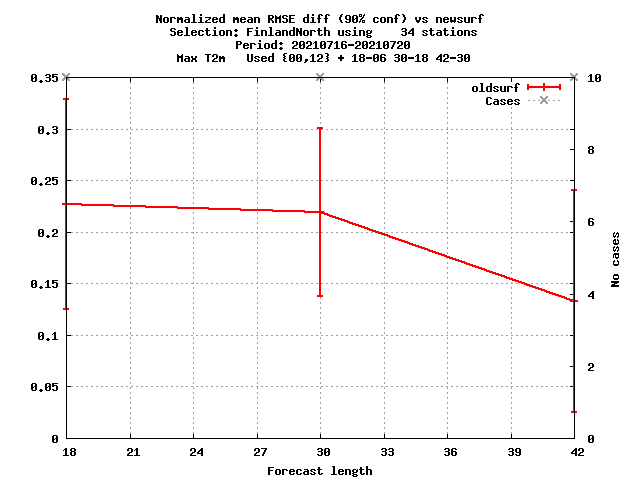 Normalized mean RMSE diff (90% conf) vs newsurf
Selection: FinlandNorth using    34 stations
Period: 20210716-20210720
Max T2m   Used {00,12} + 18-06 30-18 42-30
oldsurf
Cases
0.35
0.3
0.25
0.2
0.15
0.1
0.05
0
10
8
6
4
2
0
No cases
18 21 24 27 30 33 36 39 42
Forecast length